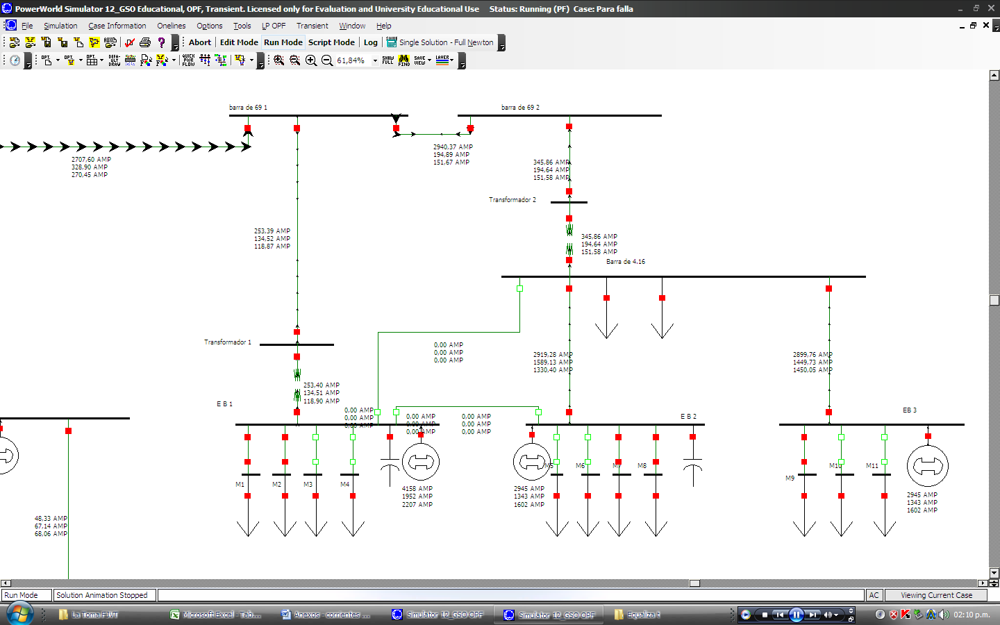 PowerWorld Simulator 12_GSO Educational, OPF, Transient. Licensed only for Evaluation and University Educational Use Status: Running (PF) Case: Para falla
File Simulation Case Information Onelines Options Tools LP OPF Transient Window Help
Abort Edit Mode Run Mode Script Mode Log Single Solution - Full Newton
61,84%
barra de 69 1
barra de 69 2
2707,60 AMP
328,90 AMP
270,45 AMP
2940,37 AMP
194,89 AMP
151,67 AMP
345,86 AMP
194,64 AMP
151,58 AMP
Transformador 2
253,39 AMP
134,52 AMP
118,87 AMP
345,86 AMP
194,64 AMP
151,58 AMP
Barra de 4.16
Transformador 1
0,00 AMP
0,00 AMP
0,00 AMP
2919,28 AMP
1589,13 AMP
1330,40 AMP
2899,76 AMP
1449,73 AMP
1450,05 AMP
253,40 AMP
134,51 AMP
118,90 AMP
E B 1
0,00 AMP
0,00 AMP
0,00 AMP
0,00 AMP
0,00 AMP
0,00 AMP
0,00 AMP
0,00 AMP
0,00 AMP
E B 2
EB 3
M1
M2
M3
M4
M5
M6
M7
M8
M9
M10
M11
4158 AMP
1952 AMP
2207 AMP
2945 AMP
1343 AMP
1602 AMP
2945 AMP
1343 AMP
1602 AMP
48,33 AMP
67,14 AMP
68,06 AMP
Run Mode Solution Animation Stopped AC Viewing Current Case
La Toma FJVT Microsoft Excel - Tab... Anexos - corrientes ... Simulator 12_GSO OPF Simulator 12_GSO OPF Equaliza t 02:10 p.m.